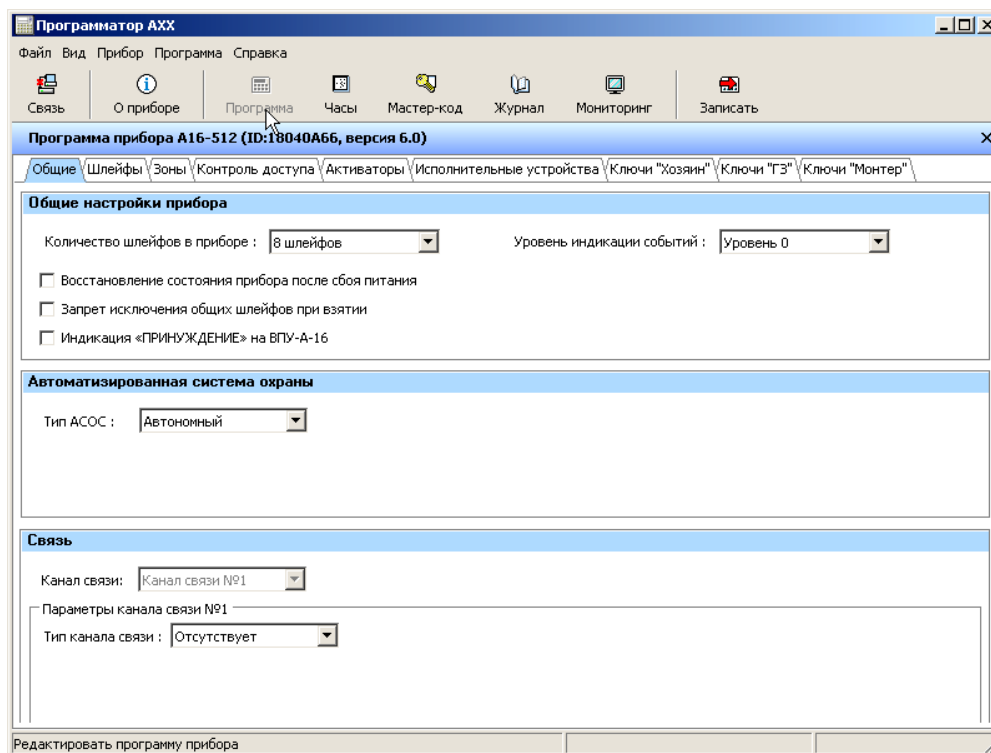 Программатор АХХ
Файл Вид Прибор Программа Справка
Связь О приборе Программа Часы Мастер-код Журнал Мониторинг Записать
Программа прибора А16-512 (ID:18040A66, версия 6.0)
Общие Шлейфы Зоны Контроль доступа Активаторы Исполнительные устройства Ключи "Хозяин" Ключи "ГЗ" Ключи "Монтер"
Общие настройки прибора
Количество шлейфов в приборе : 8 шлейфов Уровень индикации событий : Уровень 0
Восстановление состояния прибора после сбоя питания
Запрет исключения общих шлейфов при взятии
Индикация «ПРИНУЖДЕНИЕ» на ВПУ-А-16
Автоматизированная система охраны
Тип АСОС : Автономный
Связь
Канал связи: Канал связи №1
Параметры канала связи №1
Тип канала связи : Отсутствует
Редактировать программу прибора